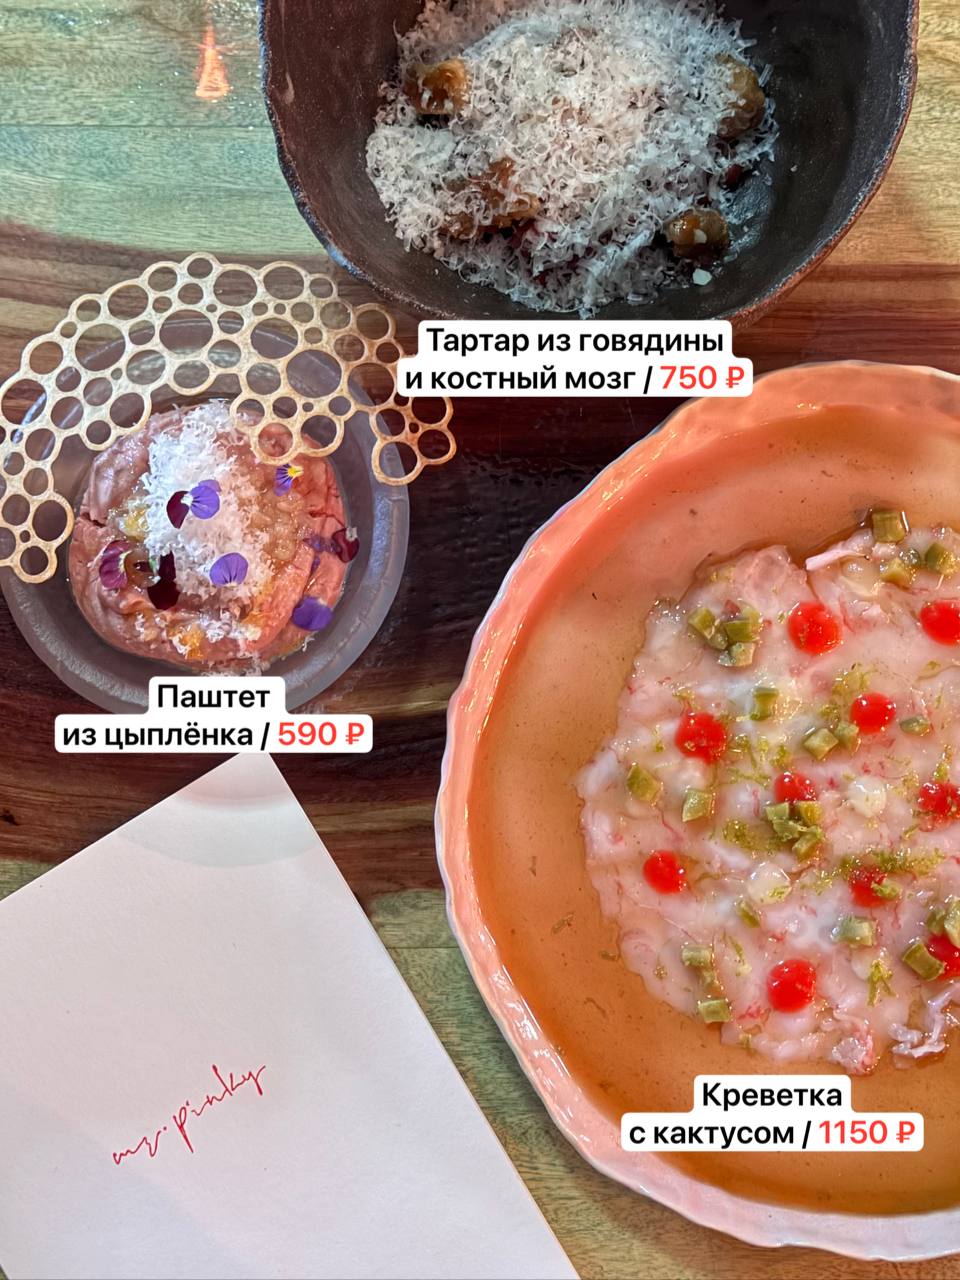 Тартар из говядины
и костный мозг / 750 ₽
Паштет
из цыплёнка / 590 ₽
mr. pinky
Креветка
с кактусом / 1150 ₽